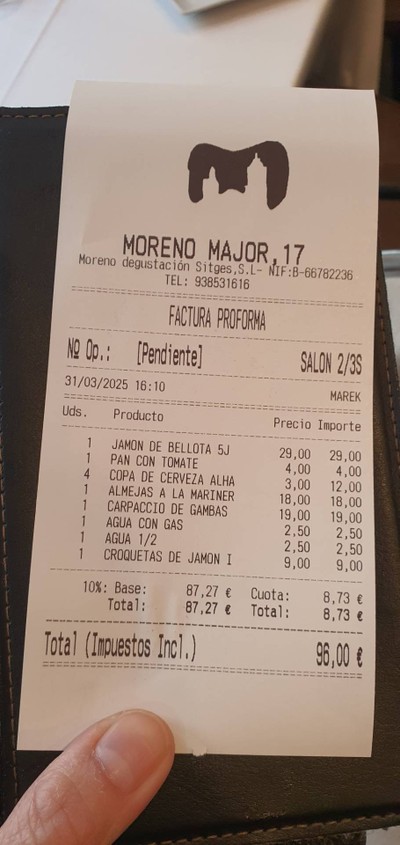 MORENO MAJOR,17
Moreno degustación Sitges,S.L- NIF:B-66782236
TEL: 938531616
FACTURA PROFORMA
Nº Op.: [Pendiente] SALON 2/3S
31/03/2025 16:10 MAREK
Uds. Producto Precio Importe
1 JAMON DE BELLOTA 5J 29,00 29,00
1 PAN CON TOMATE 4,00 4,00
4 COPA DE CERVEZA ALHA 3,00 12,00
1 ALMEJAS A LA MARINER 18,00 18,00
1 CARPACCIO DE GAMBAS 19,00 19,00
1 AGUA CON GAS 2,50 2,50
1 AGUA 1/2 2,50 2,50
1 CROQUETAS DE JAMON I 9,00 9,00
10%: Base: 87,27 € Cuota: 8,73 €
Total: 87,27 € Total: 8,73 €
Total (Impuestos Incl.) 96,00 €